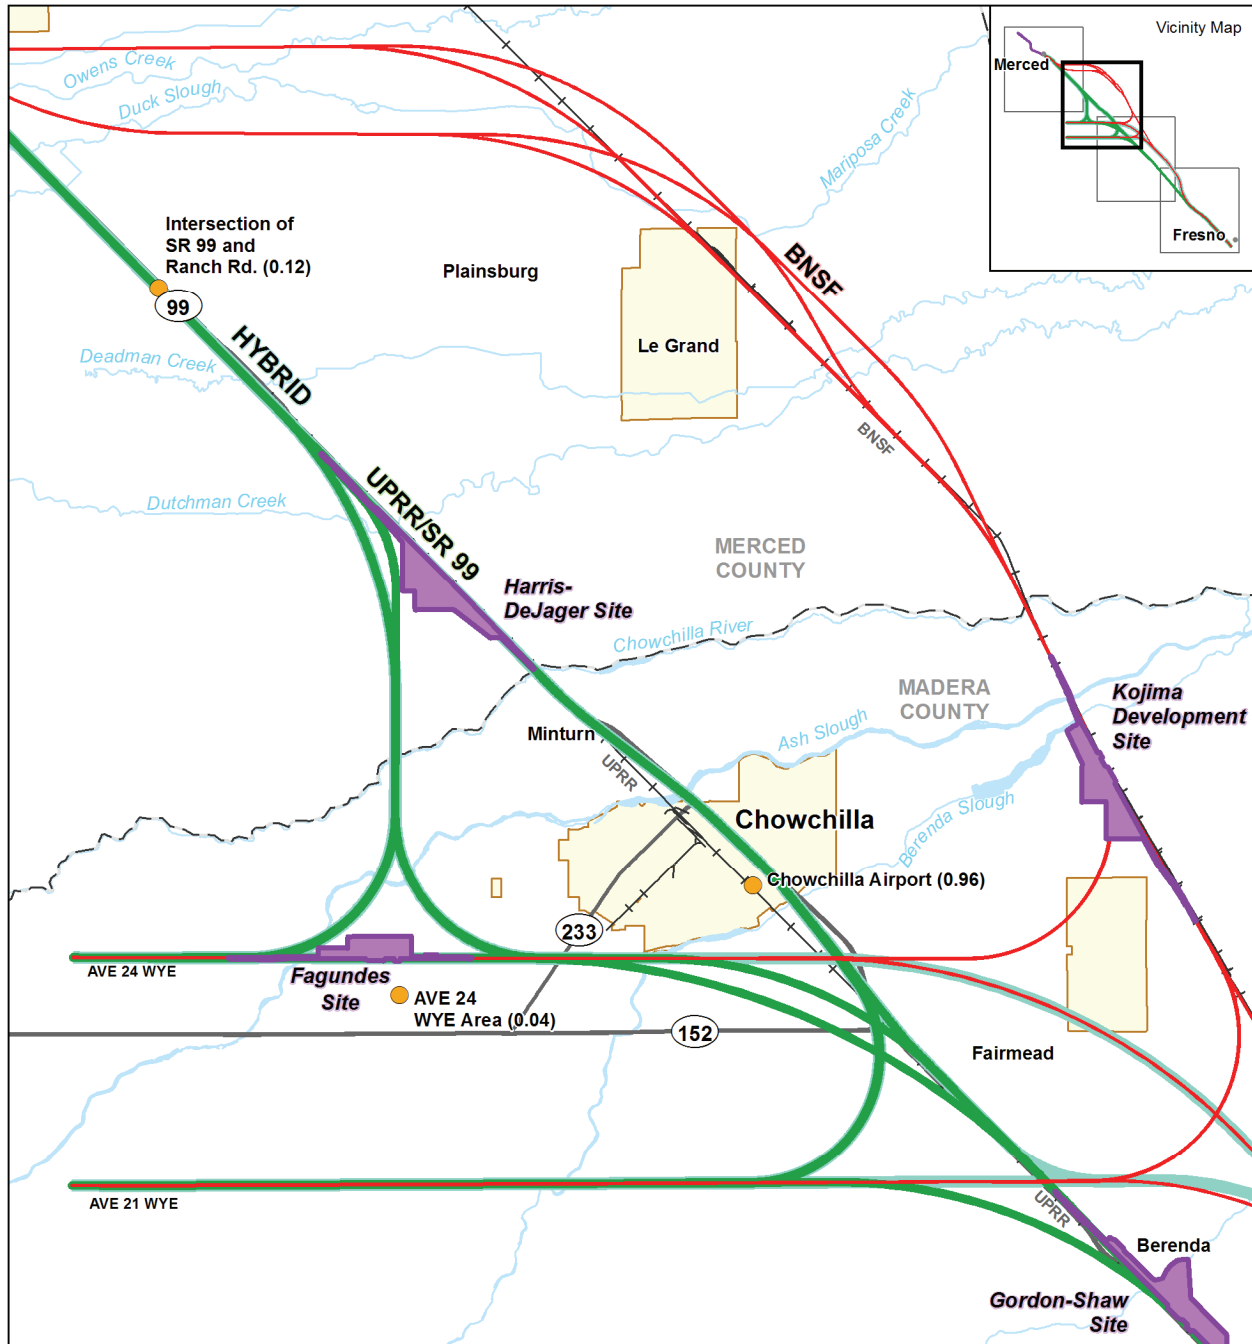 Vicinity Map
Merced
Fresno
Owens Creek
Duck Slough
Mariposa Creek
Intersection of
SR 99 and
Ranch Rd. (0.12)
99
Plainsburg
BNSF
Le Grand
HYBRID
Deadman Creek
BNSF
UPRR/SR 99
Dutchman Creek
MERCED
COUNTY
Harris-
DeJager Site
Chowchilla River
MADERA
COUNTY
Kojima
Development
Site
Minturn
Ash Slough
UPRR
Chowchilla
Berenda Slough
Chowchilla Airport (0.96)
233
AVE 24 WYE
Fagundes
Site
AVE 24
WYE Area (0.04)
152
Fairmead
AVE 21 WYE
UPRR
Berenda
Gordon-Shaw
Site